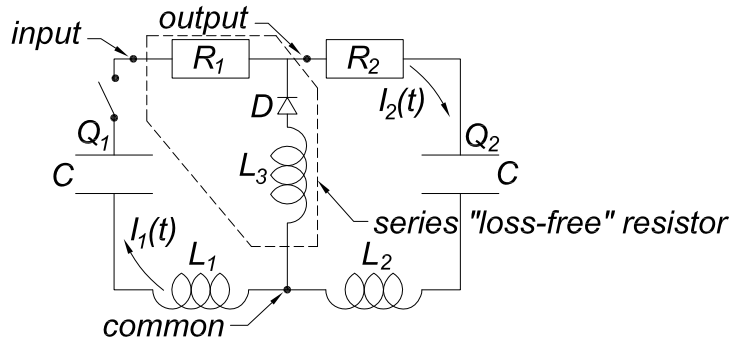 input
output
R1
R2
D
I2(t)
Q1
Q2
C
L3
C
series "loss-free" resistor
I1(t)
L1
L2
common